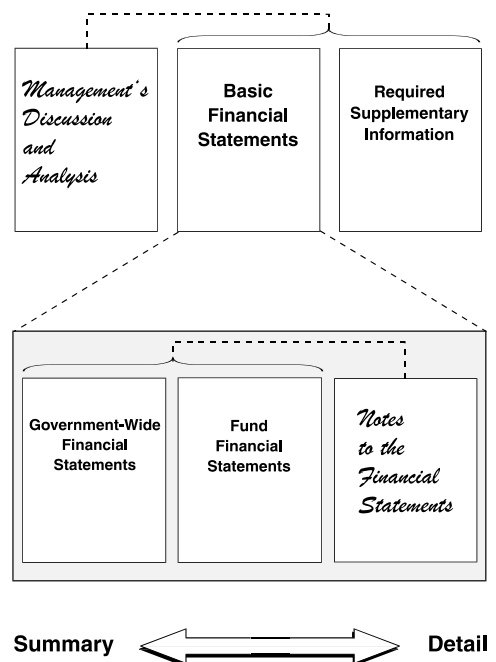 Management's
Discussion
and
Analysis
Basic
Financial
Statements
Required
Supplementary
Information
Government-Wide
Financial
Statements
Fund
Financial
Statements
Notes
to the
Financial
Statements
Summary
Detail